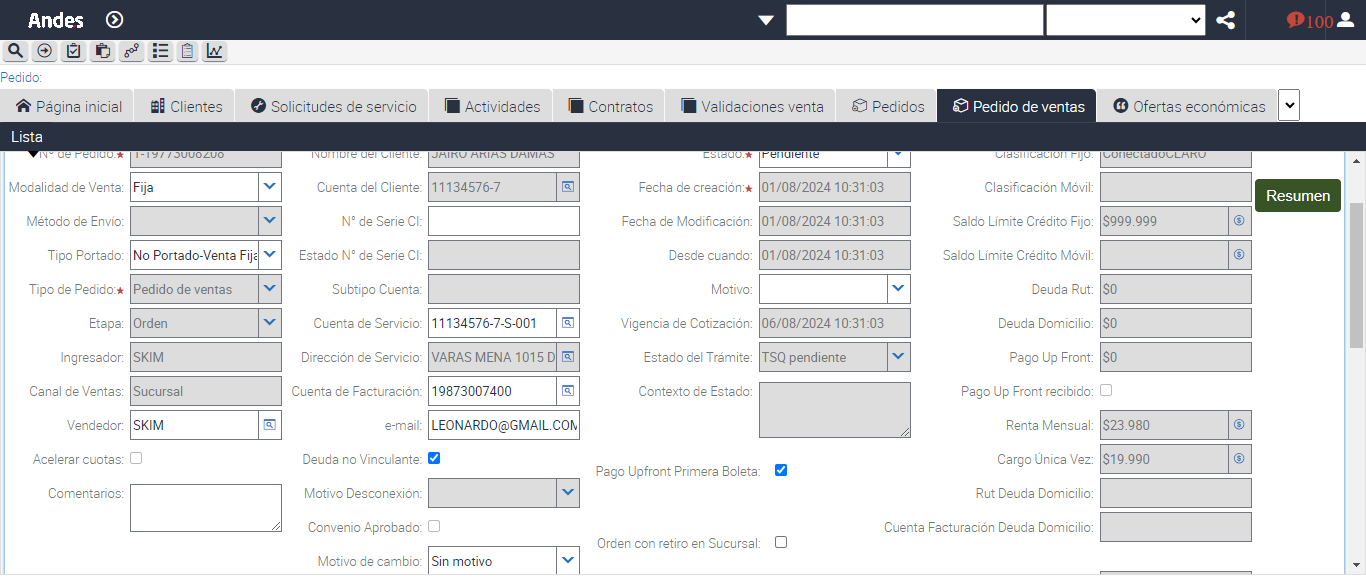 Andes
100
Pedido:
Página inicial Clientes Solicitudes de servicio Actividades Contratos Validaciones venta Pedidos Pedido de ventas Ofertas económicas
Lista
N° de Pedido:* 1-19773008208 Nombre del Cliente: JAIRO ARIAS DAMAS Estado:* Pendiente Clasificación Fijo: ConectadoCLARO
Modalidad de Venta: Fija Cuenta del Cliente: 11134576-7 Fecha de creación:* 01/08/2024 10:31:03 Clasificación Móvil:
Resumen
Método de Envío: N° de Serie CI: Fecha de Modificación: 01/08/2024 10:31:03 Saldo Límite Crédito Fijo: $999.999
Tipo Portado: No Portado-Venta Fija Estado N° de Serie CI: Desde cuando: 01/08/2024 10:31:03 Saldo Límite Crédito Móvil:
Tipo de Pedido:* Pedido de ventas Subtipo Cuenta: Motivo: Deuda Rut: $0
Etapa: Orden Cuenta de Servicio: 11134576-7-S-001 Vigencia de Cotización: 06/08/2024 10:31:03 Deuda Domicilio: $0
Ingresador: SKIM Dirección de Servicio: VARAS MENA 1015 D Estado del Trámite: TSQ pendiente Pago Up Front: $0
Canal de Ventas: Sucursal Cuenta de Facturación: 19873007400 Contexto de Estado: Pago Up Front recibido:
Vendedor: SKIM e-mail: LEONARDO@GMAIL.COM Renta Mensual: $23.980
Acelerar cuotas: Deuda no Vinculante: Pago Upfront Primera Boleta: Cargo Única Vez: $19.990
Comentarios: Motivo Desconexión: Rut Deuda Domicilio:
Convenio Aprobado: Orden con retiro en Sucursal: Cuenta Facturación Deuda Domicilio:
Motivo de cambio: Sin motivo